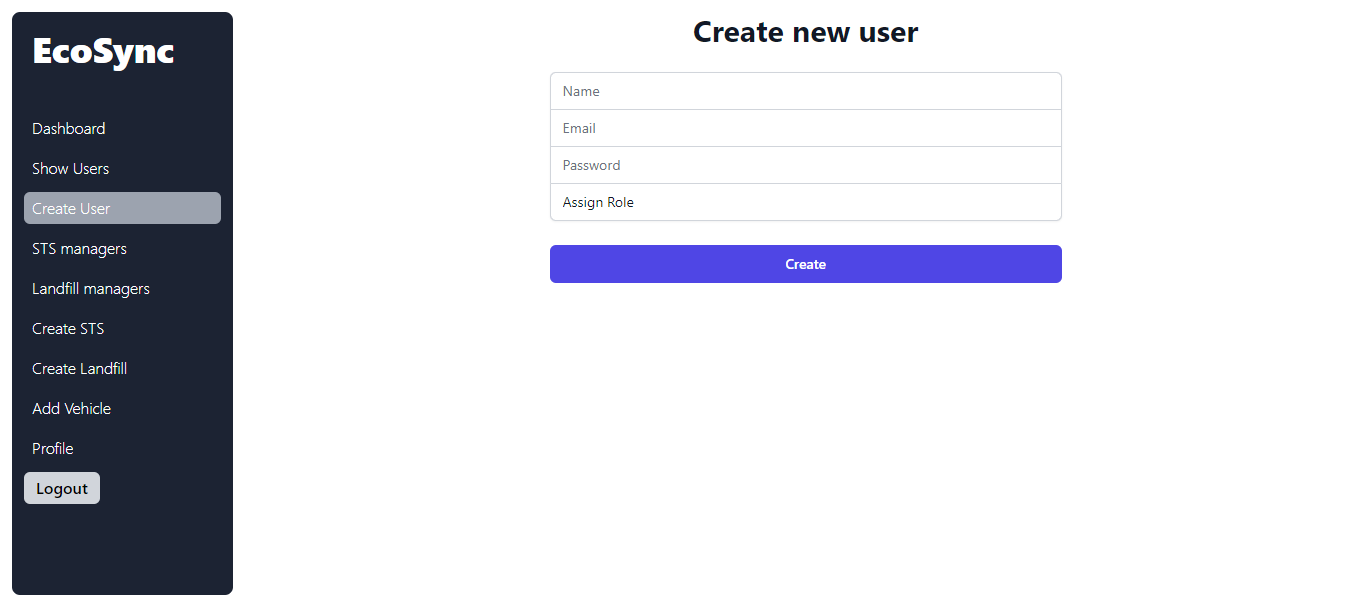 EcoSync
Dashboard
Show Users
Create User
STS managers
Landfill managers
Create STS
Create Landfill
Add Vehicle
Profile
Logout
Create new user
Name
Email
Password
Assign Role
Create